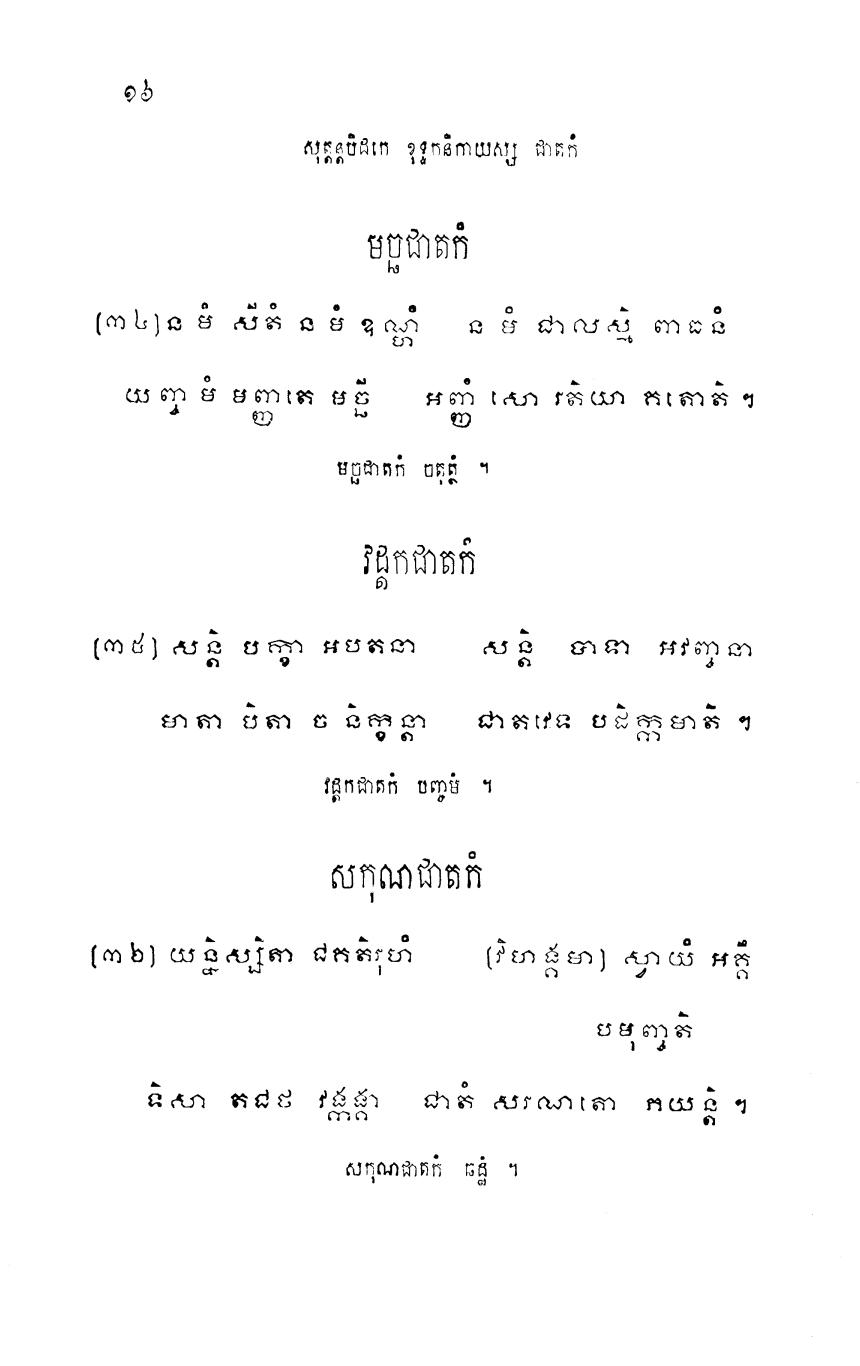 ១៦
សុត្តន្តបិដកេ ខុទ្ទកនិកាយស្ស ជាតកំ
មច្ឆជាតកំ
[៣៤] ន មំ សីតំ ន មំ ឧណ្ហំ ន មំ ជាលស្មិ ពាធនំ
យញ្ច មំ មញ្ញតេ មច្ឆី អញ្ញំ សោ រតិយា គតោតិ ។
មច្ឆជាតកំ ចតុត្ថំ ។
វដ្ដកជាតកំ
[៣៥] សន្តិ បក្ខា អបតនា សន្តិ បាទា អវញ្ចនា
មាតា បិតា ច និក្ខន្តា ជាតវេទ បដិក្កមាតិ ។
វដ្ដកជាតកំ បញ្ចមំ ។
សកុណជាតកំ
[៣៦] យន្និស្សិតា ជគតិរុហំ (វិហង្គមា) ស្វាយំ អគ្គឹ
បមុញ្ចតិ
ទិសា ភជថ វង្កង្គា ជាតំ សរណតោ ភយន្តិ ។
សកុណជាតកំ ឆដ្ឋំ ។